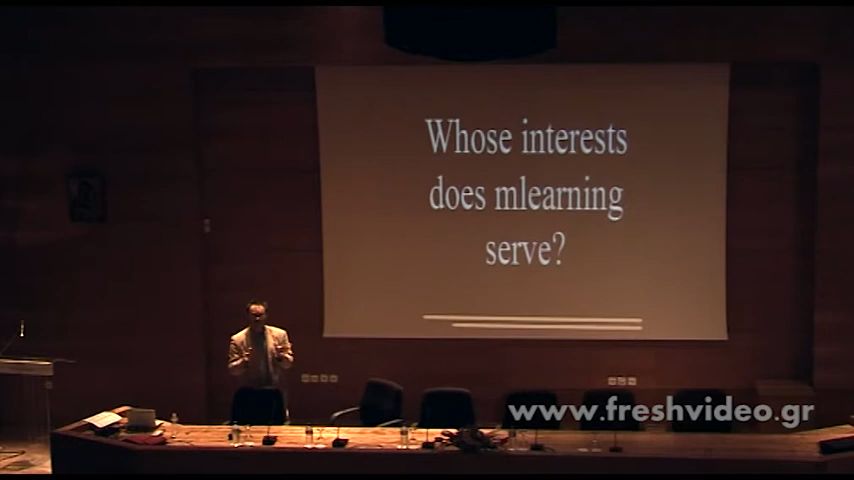 Whose interests
does mlearning
serve?
www.freshvideo.gr